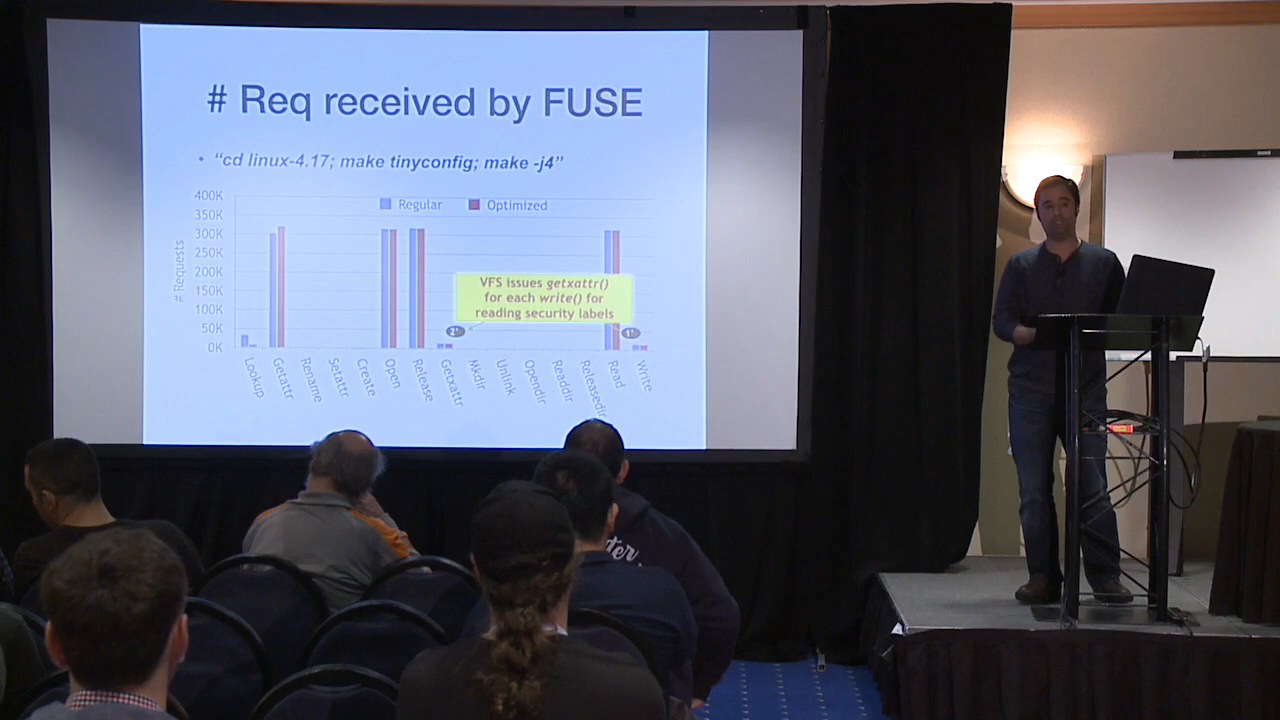 # Req received by FUSE
• “cd linux-4.17; make tinyconfig; make -j4”
400K
350K
300K
250K
200K
150K
100K
50K
0K
# Requests
Regular
Optimized
VFS issues getxattr()
for each write() for
reading security labels
2'
1'
Lookup
Getattr
Rename
Setattr
Create
Open
Release
Getxattr
Mkdir
Unlink
Opendir
Readdir
Releasedir
Read
Write